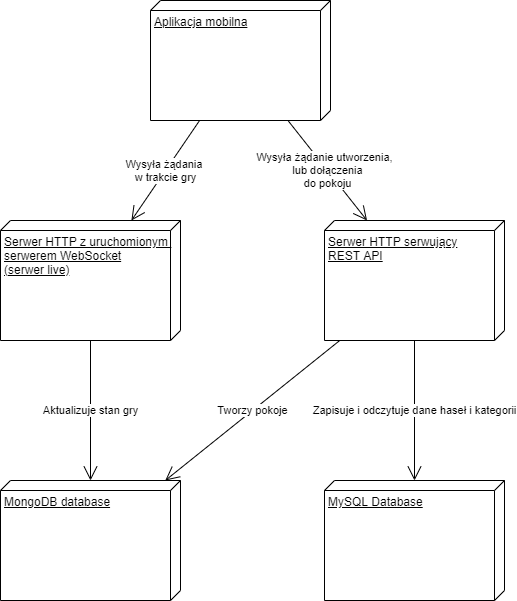 Aplikacja mobilna
Wysyła żądania
w trakcie gry
Wysyła żądanie utworzenia,
lub dołączenia
do pokoju
Serwer HTTP z uruchomionym
serwerem WebSocket
(serwer live)
Serwer HTTP serwujący
REST API
Aktualizuje stan gry
Tworzy pokoje
Zapisuje i odczytuje dane haseł i kategorii
MongoDB database
MySQL Database